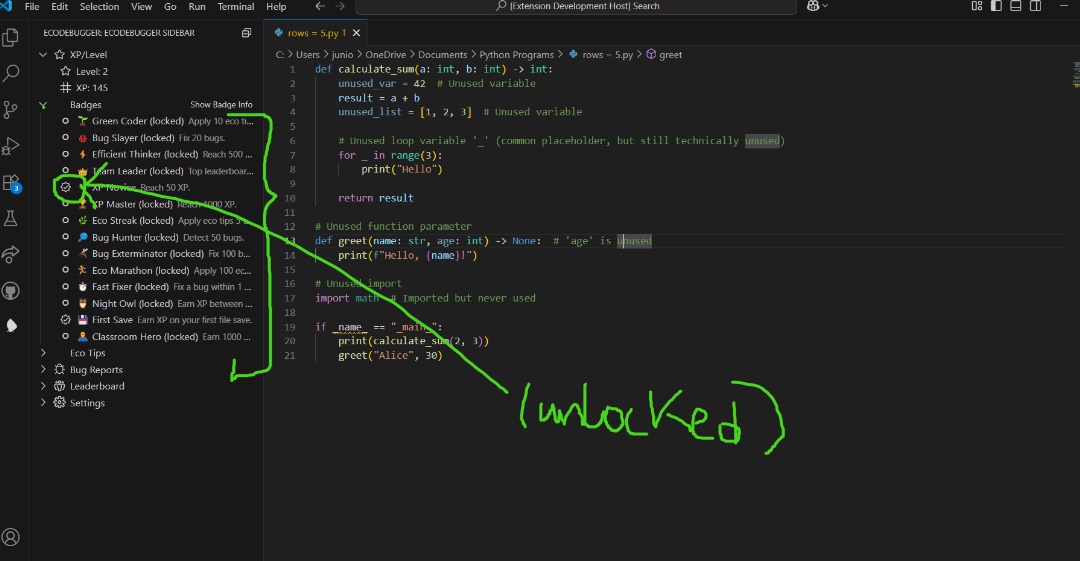 File Edit Selection View Go Run Terminal Help
[Extension Development Host] Search
ECODEBUGGER: ECODEBUGGER SIDEBAR
XP/Level
Level: 2
XP: 145
Badges
Show Badge Info
Green Coder (locked) Apply 10 eco ti...
Bug Slayer (locked) Fix 20 bugs.
Efficient Thinker (locked) Reach 500 ...
Team Leader (locked) Top leaderboar...
XP Novice Reach 50 XP.
XP Master (locked) Reach 1000 XP.
Eco Streak (locked) Apply eco tips 5
Bug Hunter (locked) Detect 50 bugs.
Bug Exterminator (locked) Fix 100 b...
Eco Marathon (locked) Apply 100 ec...
Fast Fixer (locked) Fix a bug within 1 ...
Night Owl (locked) Earn XP between ...
First Save Earn XP on your first file save.
Classroom Hero (locked) Earn 1000 ...
Eco Tips
Bug Reports
Leaderboard
Settings
3
rows = 5.py 1
C: > Users > junio > OneDrive > Documents > Python Programs > rows = 5.py > greet
1 def calculate_sum(a: int, b: int) -> int:
2 unused_var = 42 # Unused variable
3 result = a + b
4 unused_list = [1, 2, 3] # Unused variable
5
6 # Unused loop variable '_' (common placeholder, but still technically unused)
7 for _ in range(3):
8 print("Hello")
9
10 return result
11
12 # Unused function parameter
13 def greet(name: str, age: int) -> None: # 'age' is unused
14 print(f"Hello, {name}!")
15
16 # Unused import
17 import math # Imported but never used
18
19 if _name_ == "_main_":
20 print(calculate_sum(2, 3))
21 greet("Alice", 30)
(unlocked)